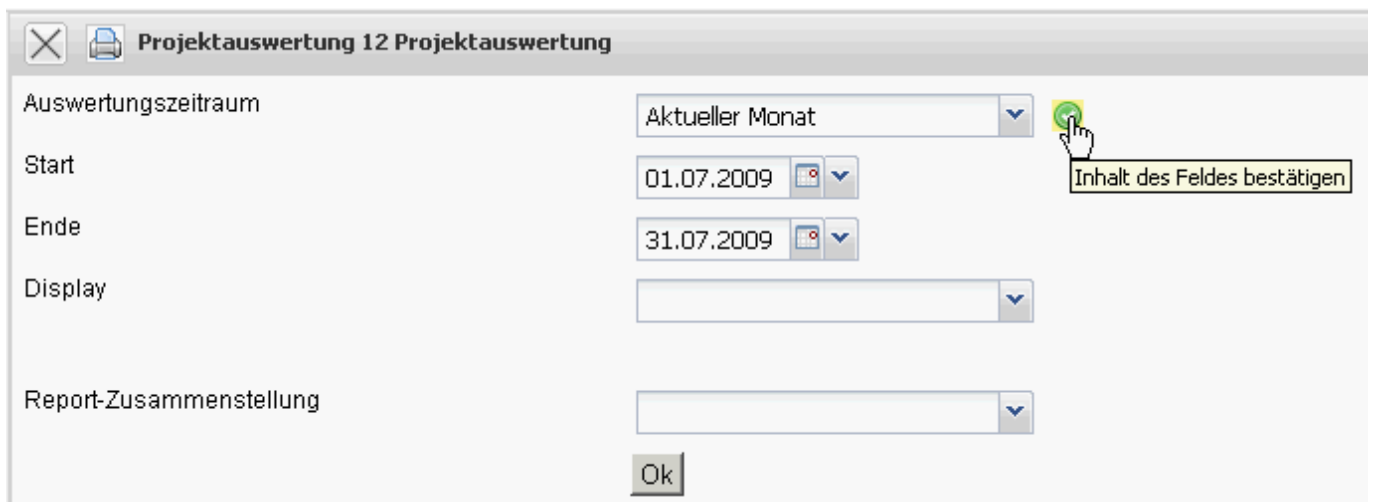 Projektauswertung 12 Projektauswertung
Auswertungszeitraum
Aktueller Monat
Inhalt des Feldes bestätigen
Start
01.07.2009
Ende
31.07.2009
Display
Report-Zusammenstellung
Ok